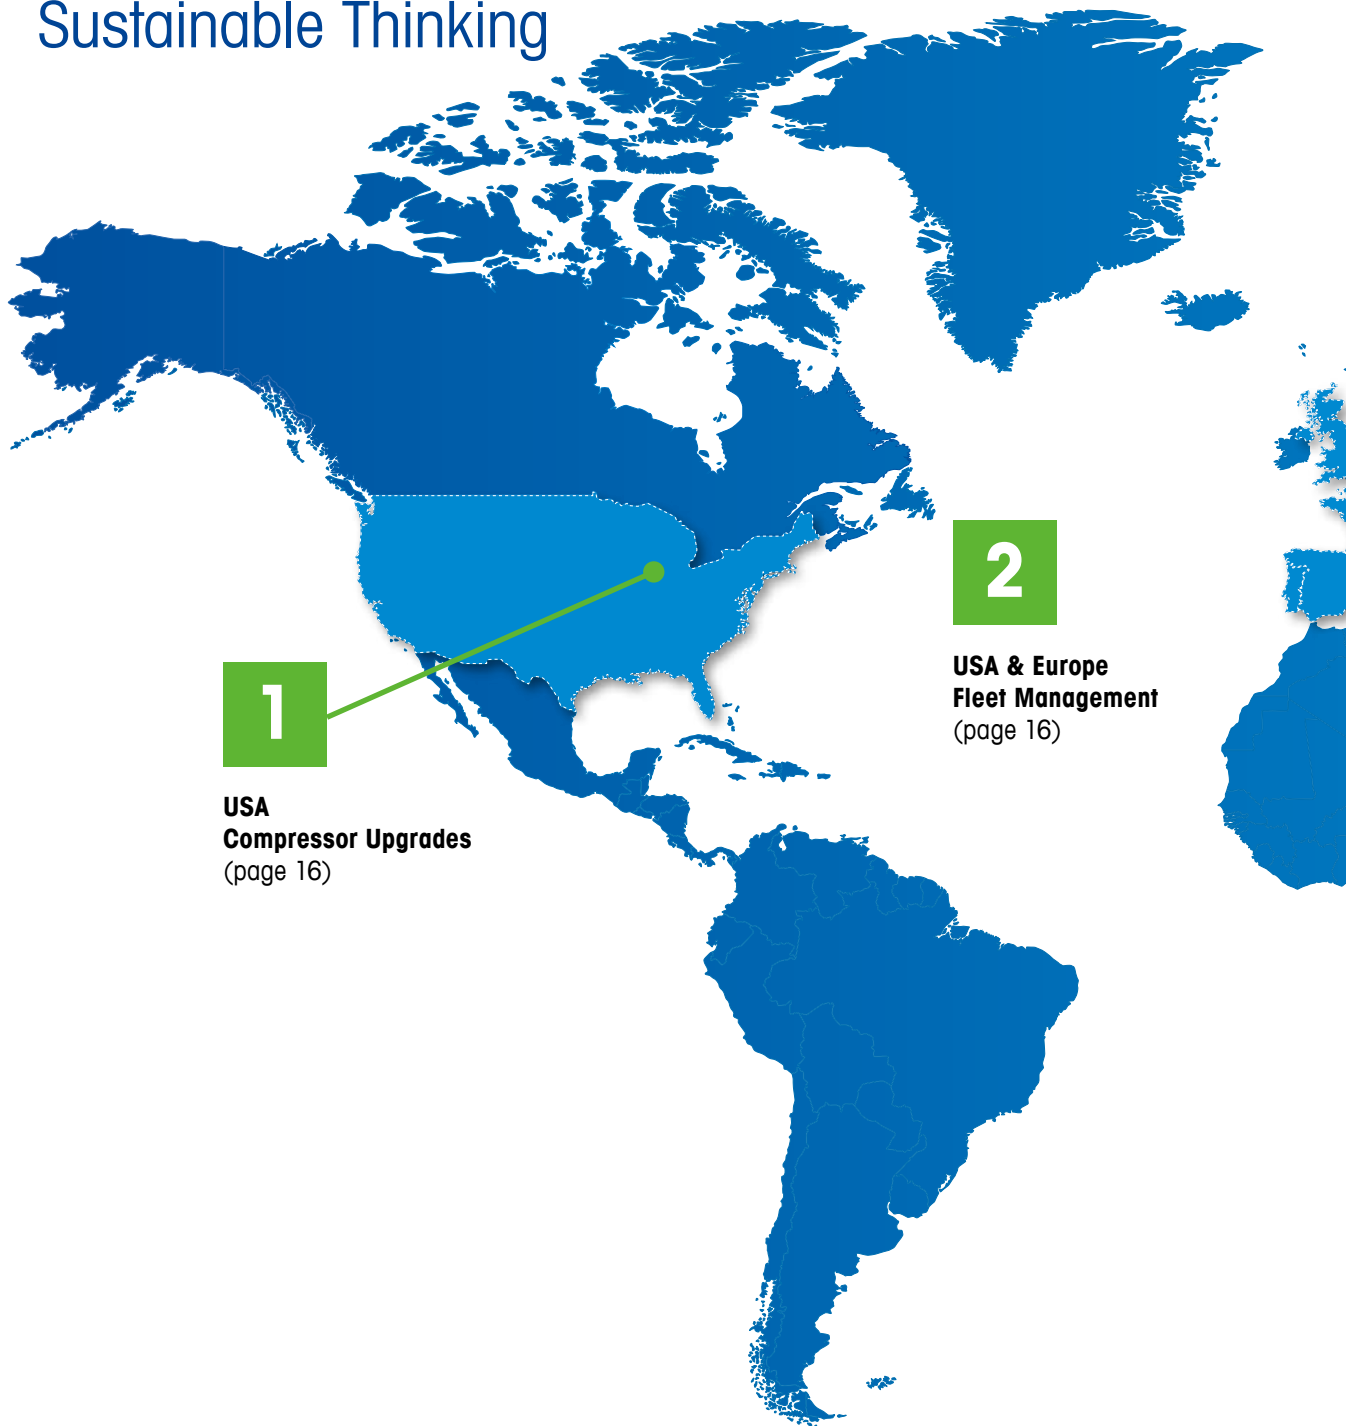 Sustainable Thinking
2
USA & Europe
Fleet Management
(page 16)
1
USA
Compressor Upgrades
(page 16)